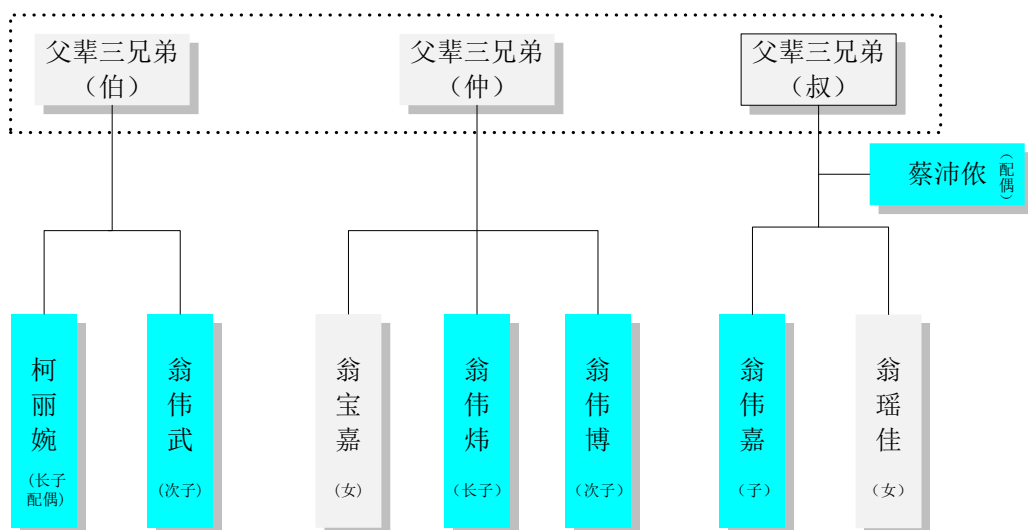 父辈三兄弟
（伯）
父辈三兄弟
（仲）
父辈三兄弟
（叔）
蔡沛侬
（配偶）
柯丽婉
(长子
配偶)
翁伟武
(次子)
翁宝嘉
(女)
翁伟炜
（长子）
翁伟博
（次子）
翁伟嘉
（子）
翁瑶佳
（女）